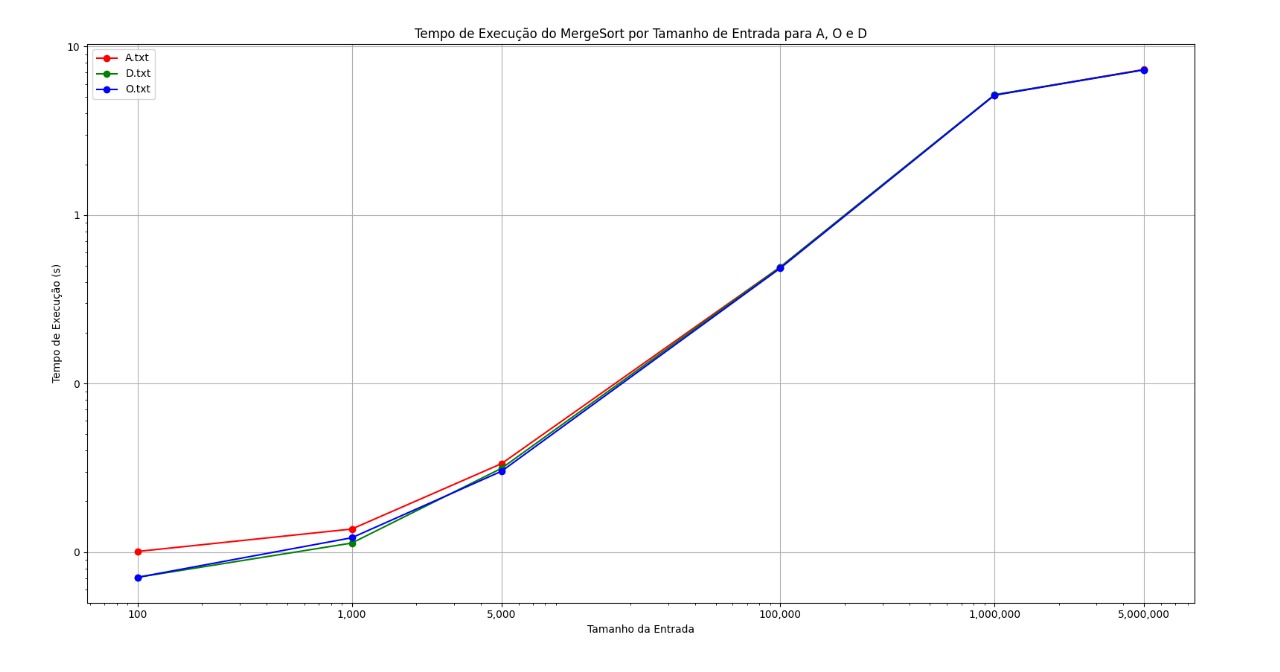 Tempo de Execução do MergeSort por Tamanho de Entrada para A, O e D
10
A.txt
D.txt
O.txt
1
Tempo de Execução (s)
0
0
100
1,000
5,000
100,000
1,000,000
5,000,000
Tamanho da Entrada